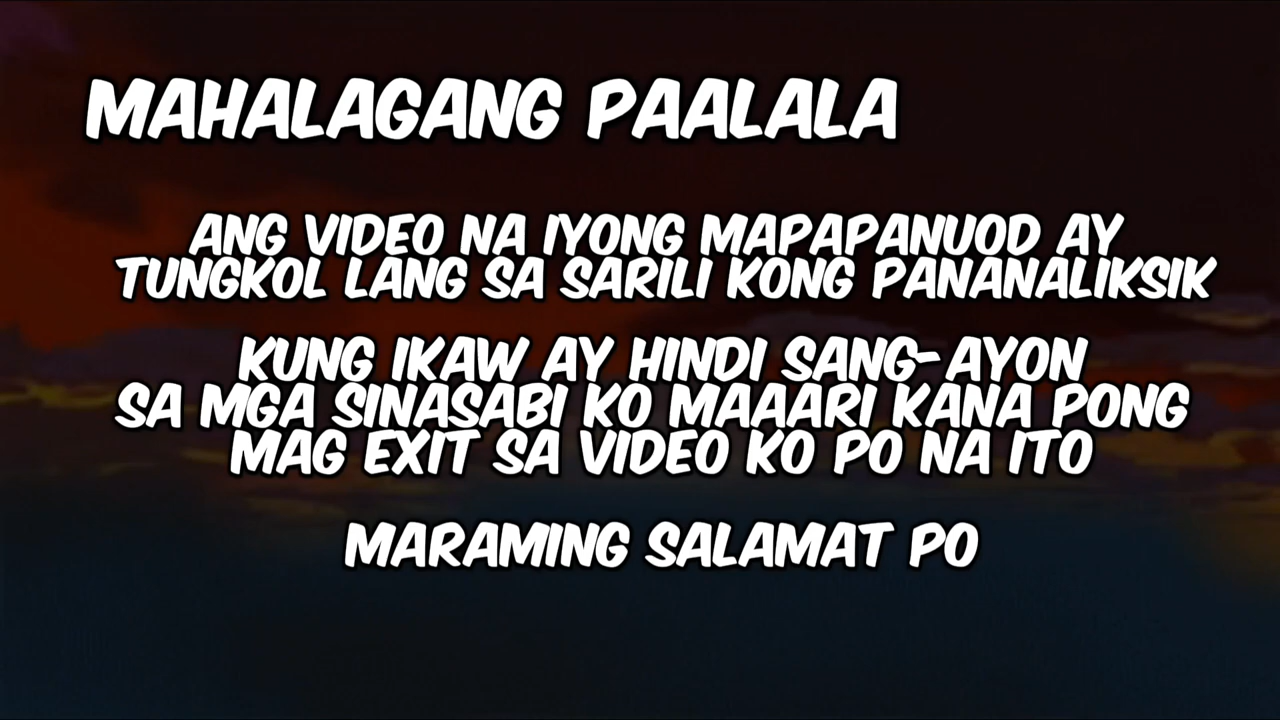 MAHALAGANG PAALALA
ANG VIDEO NA IYONG MAPAPANUOD AY
TUNGKOL LANG SA SARILI KONG PANANALIKSIK
KUNG IKAW AY HINDI SANG-AYON
SA MGA SINASABI KO MAAARI KANA PONG
MAG EXIT SA VIDEO KO PO NA ITO
MARAMING SALAMAT PO